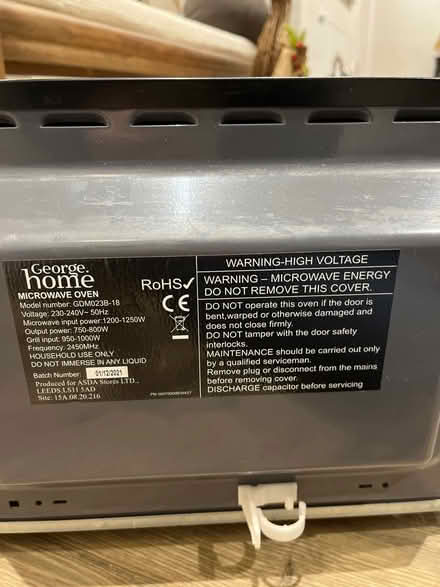 George.
home
MICROWAVE OVEN
Model number: GDM023B-18
Voltage: 230-240V~ 50Hz
Microwave input power: 1200-1250W
Output power: 750-800W
Grill input: 950-1000W
Frequency: 2450MHz
HOUSEHOLD USE ONLY
DO NOT IMMERSE IN ANY LIQUID
Batch Number: 01/12/2021
Produced for ASDA Stores LTD.,
LEEDS,LS11 5AD
Site: 15A.08.20.216
RoHS✓
CE
WARNING-HIGH VOLTAGE
WARNING – MICROWAVE ENERGY
DO NOT REMOVE THIS COVER.
DO NOT operate this oven if the door is
bent,warped or otherwise damaged and
does not close firmly.
DO NOT tamper with the door safety
interlocks.
MAINTENANCE should be carried out only
by a qualified serviceman.
Remove plug or disconnect from the mains
before removing cover.
DISCHARGE capacitor before servicing